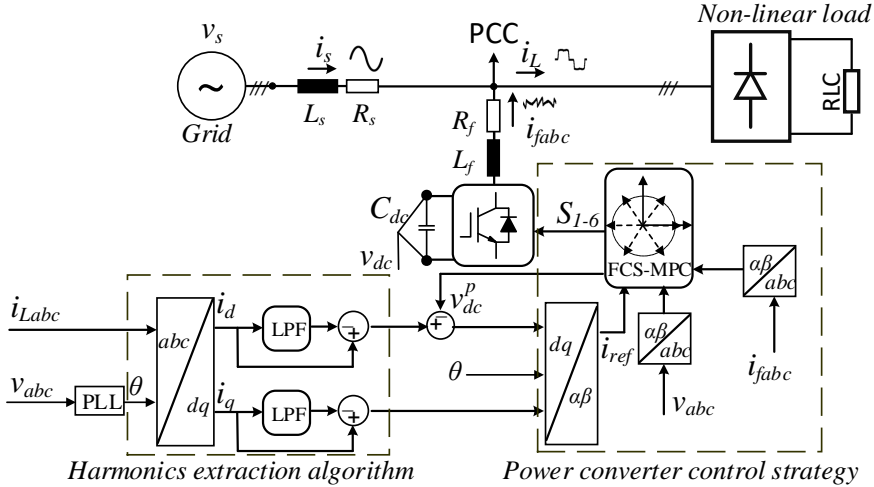 Non-linear load
v_s
i_s
PCC
i_L
~
L_s
R_s
Grid
R_f
i_fabc
RLC
L_f
C_dc
S_1-6
v_dc
FCS-MPC
αβ
abc
v_dc^p
i_Labc
i_d
LPF
−
+
+
−
abc
dq
i_ref
αβ
abc
i_fabc
v_abc
PLL
θ
dq
i_q
LPF
−
+
θ
αβ
v_abc
Harmonics extraction algorithm
Power converter control strategy